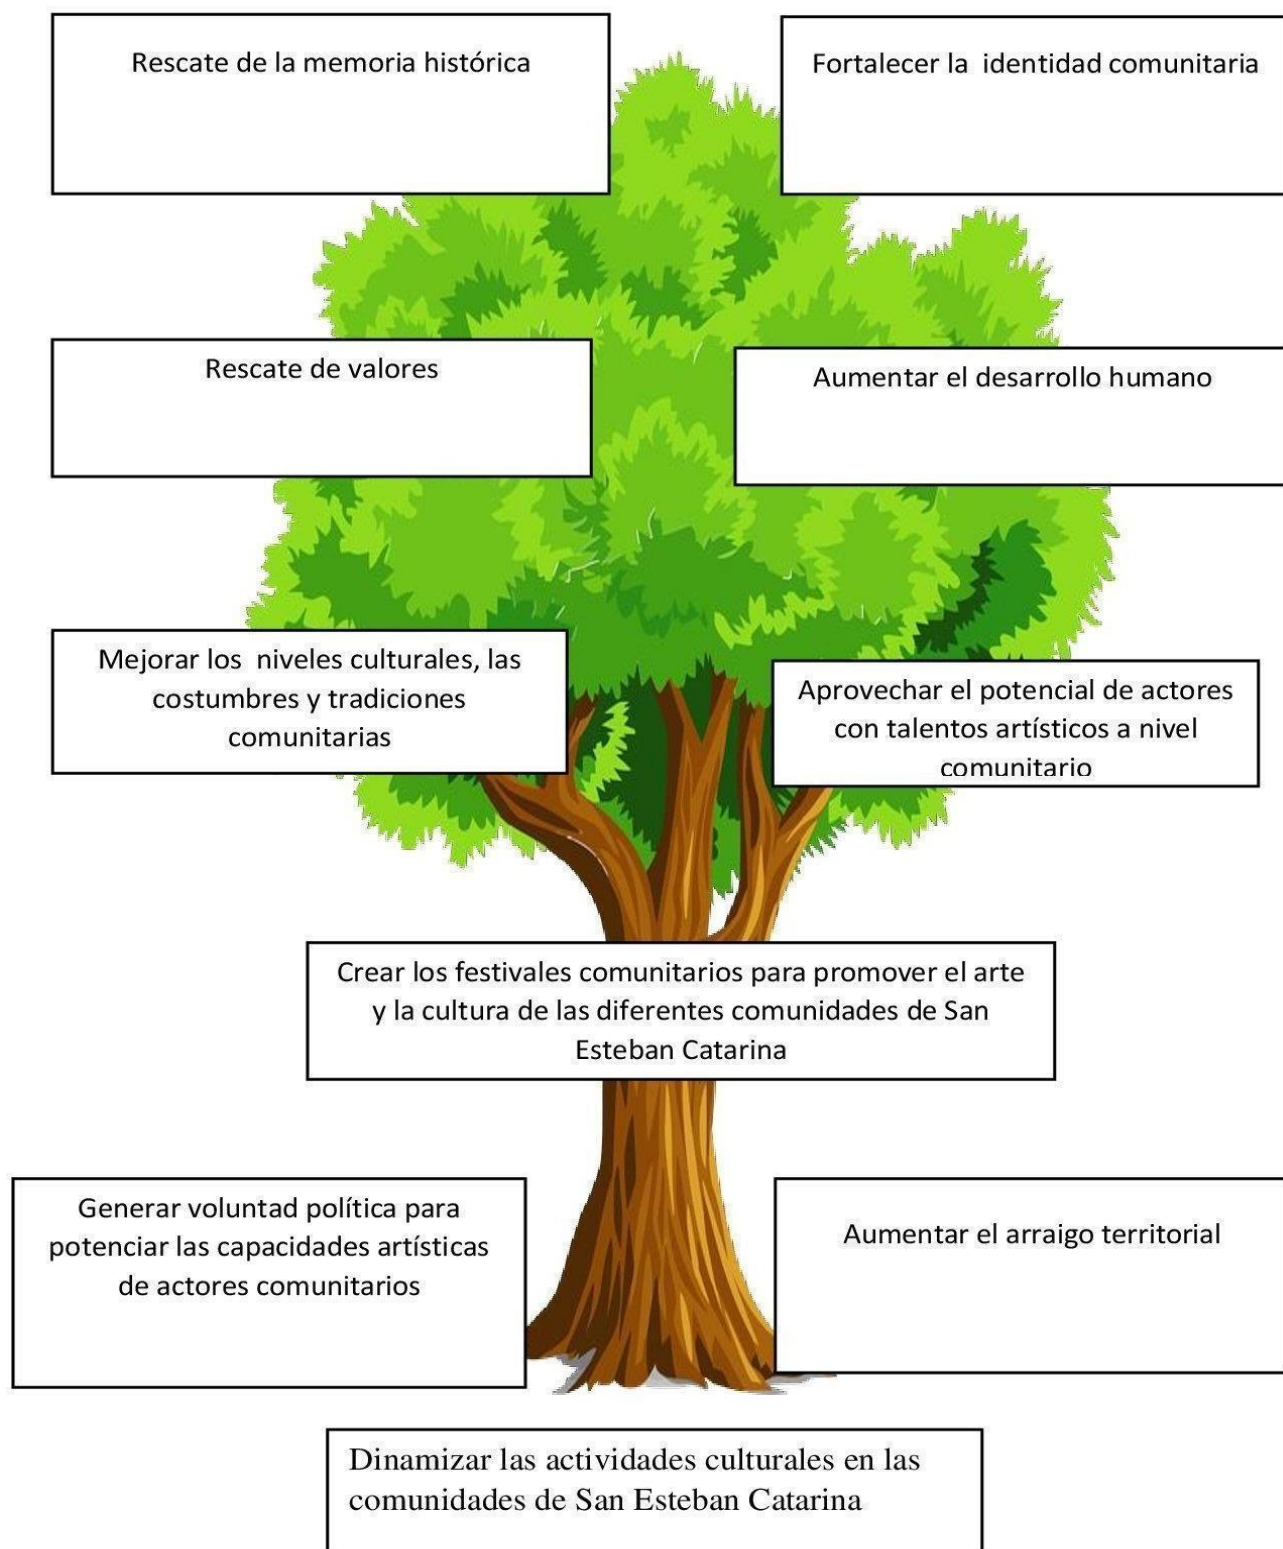 Rescate de la memoria histórica
Fortalecer la identidad comunitaria
Rescate de valores
Aumentar el desarrollo humano
Mejorar los niveles culturales, las
costumbres y tradiciones
comunitarias
Aprovechar el potencial de actores
con talentos artísticos a nivel
comunitario
Crear los festivales comunitarios para promover el arte
y la cultura de las diferentes comunidades de San
Esteban Catarina
Generar voluntad política para
potenciar las capacidades artísticas
de actores comunitarios
Aumentar el arraigo territorial
Dinamizar las actividades culturales en las
comunidades de San Esteban Catarina